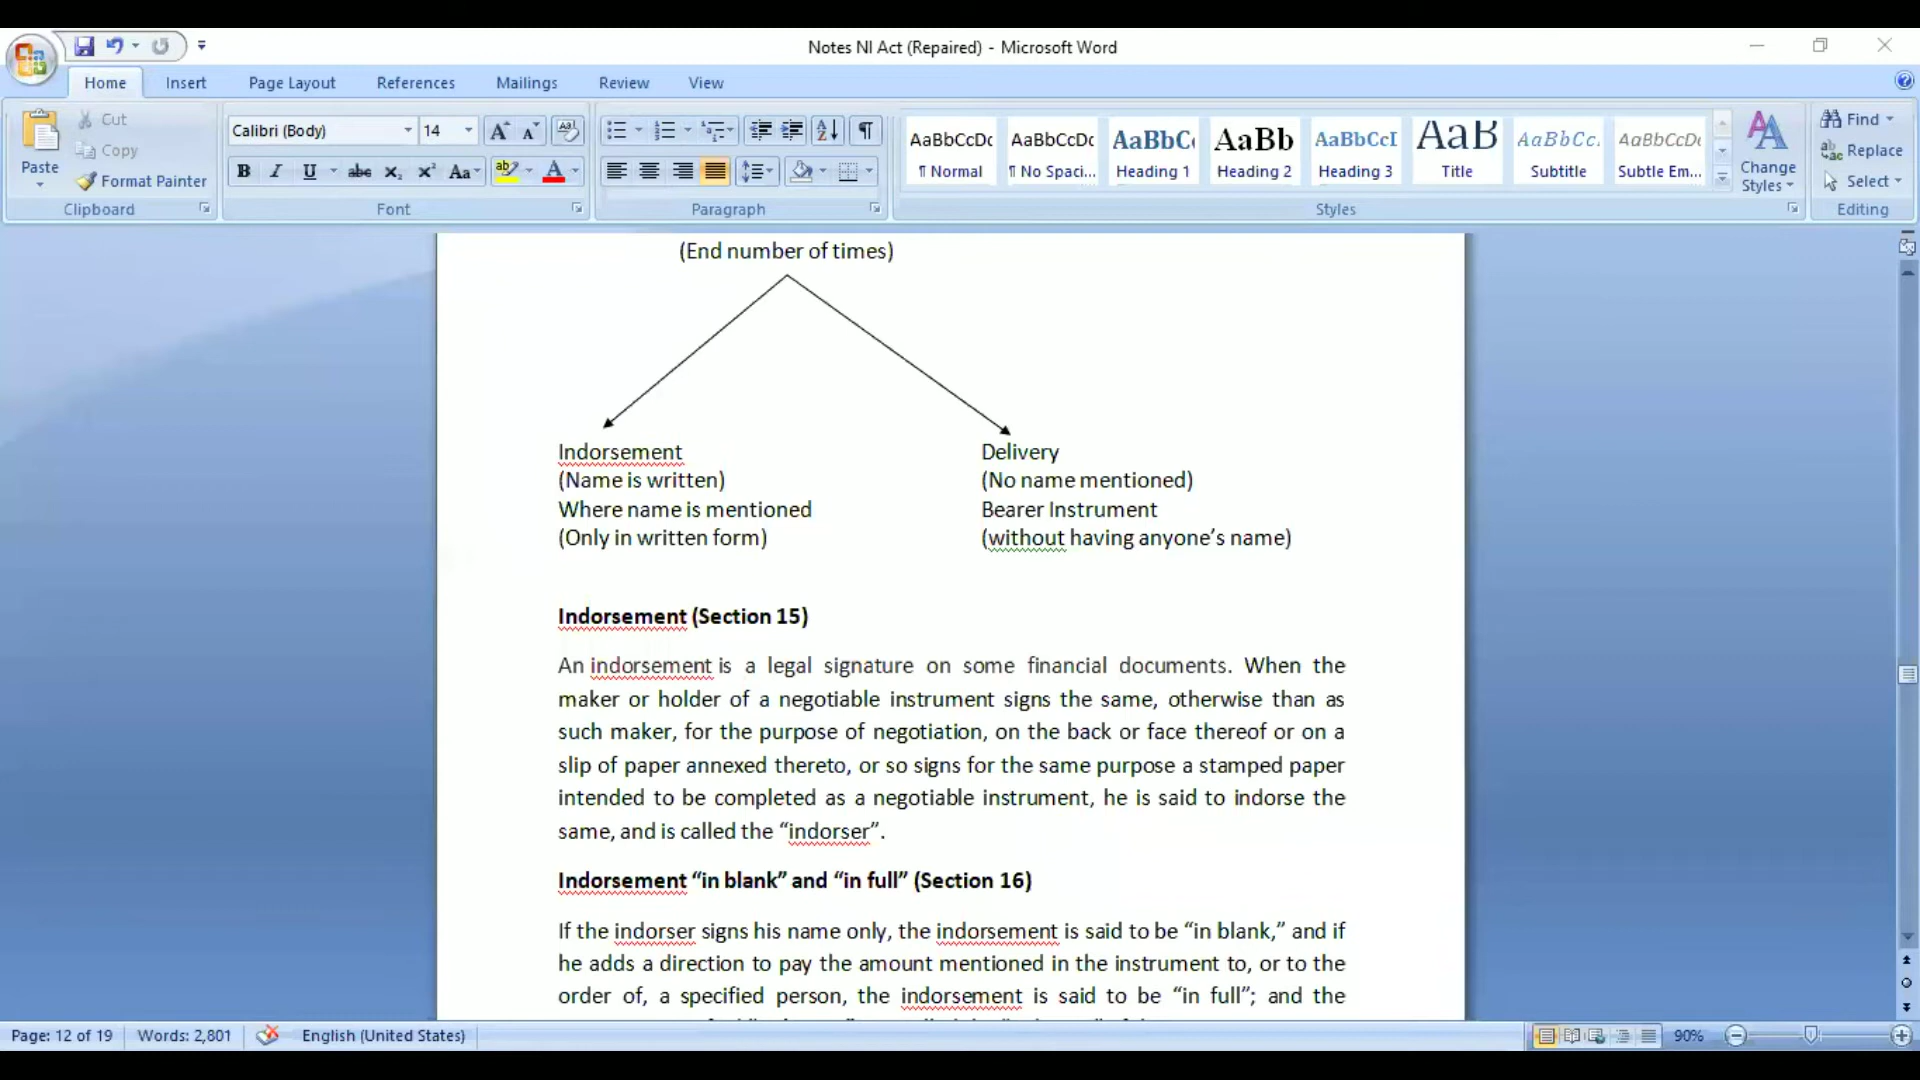 Notes NI Act (Repaired) - Microsoft Word
Home Insert Page Layout References Mailings Review View
Paste
Cut
Copy
Format Painter
Clipboard
Calibri (Body) 14
Font
Paragraph
AaBbCcDc AaBbCcDc AaBbC AaBb AaBbCcI AaB AaBbCc. AaBbCcDc
¶ Normal ¶ No Spaci... Heading 1 Heading 2 Heading 3 Title Subtitle Subtle Em...
Change
Styles
Styles
Find
Replace
Select
Editing
(End number of times)
Indorsement Delivery
(Name is written) (No name mentioned)
Where name is mentioned Bearer Instrument
(Only in written form) (without having anyone’s name)
Indorsement (Section 15)
An indorsement is a legal signature on some financial documents. When the
maker or holder of a negotiable instrument signs the same, otherwise than as
such maker, for the purpose of negotiation, on the back or face thereof or on a
slip of paper annexed thereto, or so signs for the same purpose a stamped paper
intended to be completed as a negotiable instrument, he is said to indorse the
same, and is called the “indorser”.
Indorsement “in blank” and “in full” (Section 16)
If the indorser signs his name only, the indorsement is said to be “in blank,” and if
he adds a direction to pay the amount mentioned in the instrument to, or to the
order of, a specified person, the indorsement is said to be “in full”; and the
Page: 12 of 19 Words: 2,801 English (United States) 90%